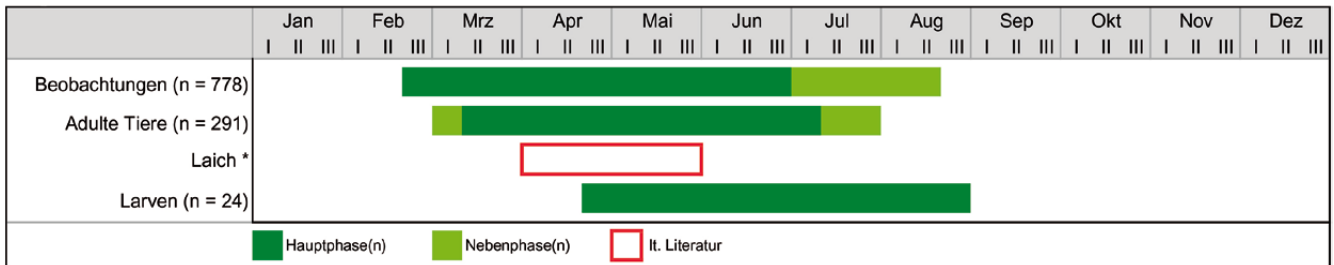 Jan Feb Mrz Apr Mai Jun Jul Aug Sep Okt Nov Dez
I II III I II III I II III I II III I II III I II III I II III I II III I II III I II III I II III I II III
Beobachtungen (n = 778)
Adulte Tiere (n = 291)
Laich *
Larven (n = 24)
Hauptphase(n) Nebenphase(n) lt. Literatur